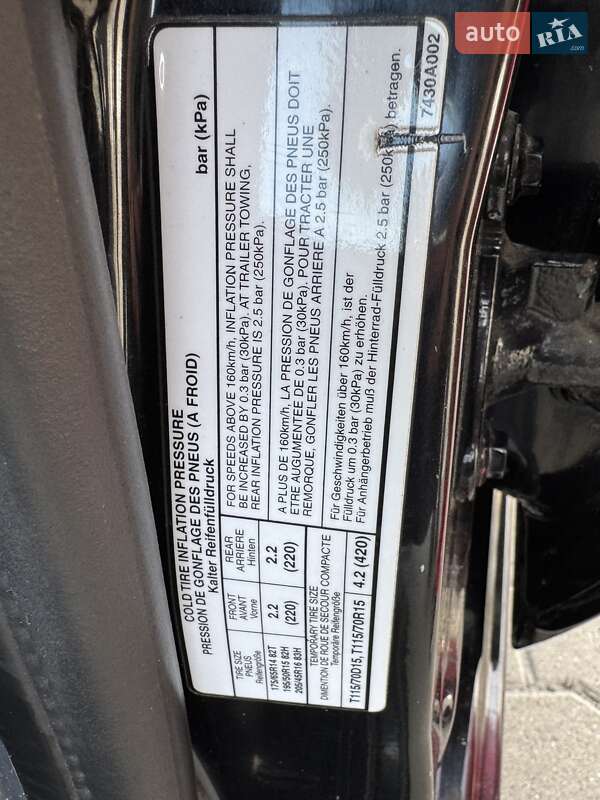 auto RIA .com
COLD TIRE INFLATION PRESSURE
PRESSION DE GONFLAGE DES PNEUS (A FROID)
Kalter Reifenfülldruck
bar (kPa)
TIRE SIZE
PNEUS
Reifengröße
FRONT
AVANT
Vorne
REAR
ARRIERE
Hinten
175/65R14 82T
195/50R15 82H
205/45R16 83H
2.2
(220)
2.2
(220)
TEMPORARY TIRE SIZE
DIMENTION DE ROUE DE SECOUR COMPACTE
Temporäre Reifengröße
T115/70D15, T115/70R15
4.2 (420)
FOR SPEEDS ABOVE 160km/h, INFLATION PRESSURE SHALL
BE INCREASED BY 0.3 bar (30kPa). AT TRAILER TOWING,
REAR INFLATION PRESSURE IS 2.5 bar (250kPa).
A PLUS DE 160km/h, LA PRESSION DE GONFLAGE DES PNEUS DOIT
ETRE AUGUMENTEE DE 0.3 bar (30kPa). POUR TRACTER UNE
REMORQUE, GONFLER LES PNEUS ARRIERE A 2.5 bar (250kPa).
Für Geschwindigkeiten über 160km/h, ist der
Fülldruck um 0.3 bar (30kPa) zu erhöhen.
Für Anhängerbetrieb muß der Hinterrad-Fülldruck 2.5 bar (250kPa) betragen.
7430A002